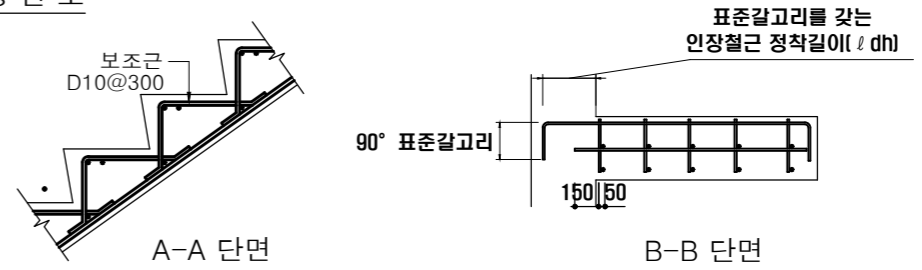 보조근
D10@300
A-A 단면
표준갈고리를 갖는
인장철근 정착길이( ℓ dh)
90° 표준갈고리
150 50
B-B 단면